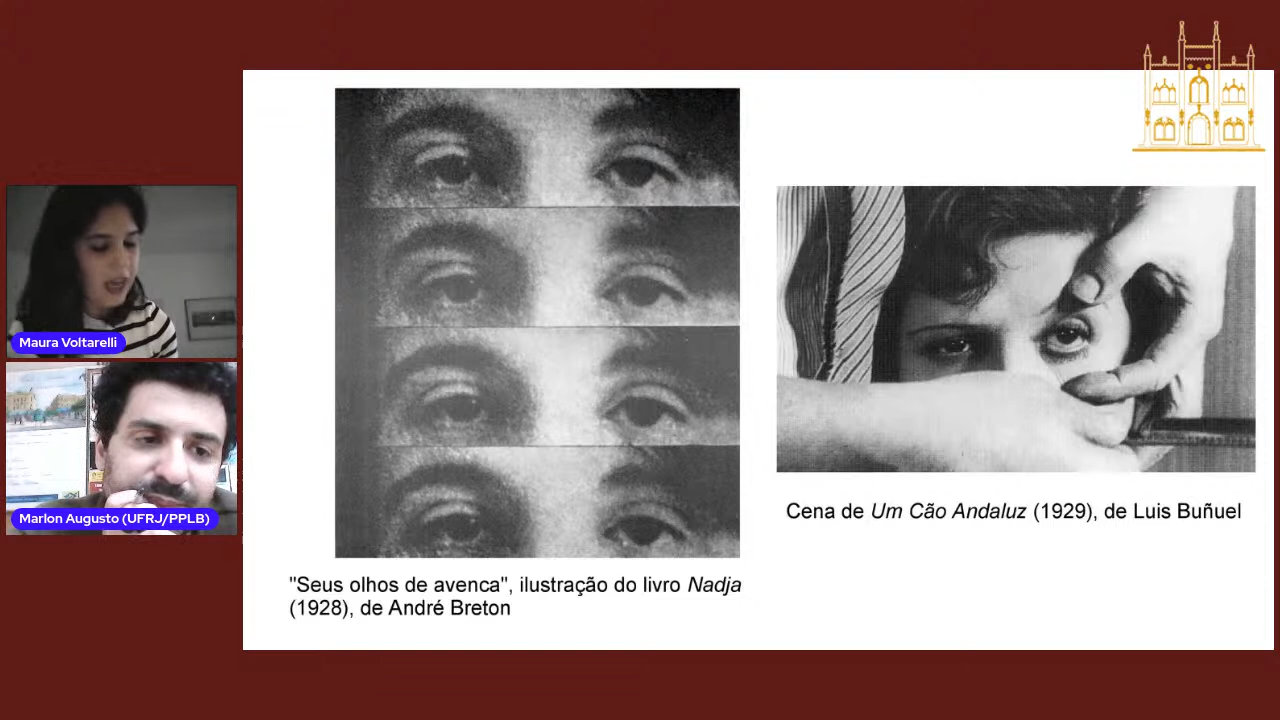 Maura Voltarelli
Marlon Augusto (UFRJ/PPLB)
"Seus olhos de avenca", ilustração do livro Nadja
(1928), de André Breton
Cena de Um Cão Andaluz (1929), de Luis Buñuel